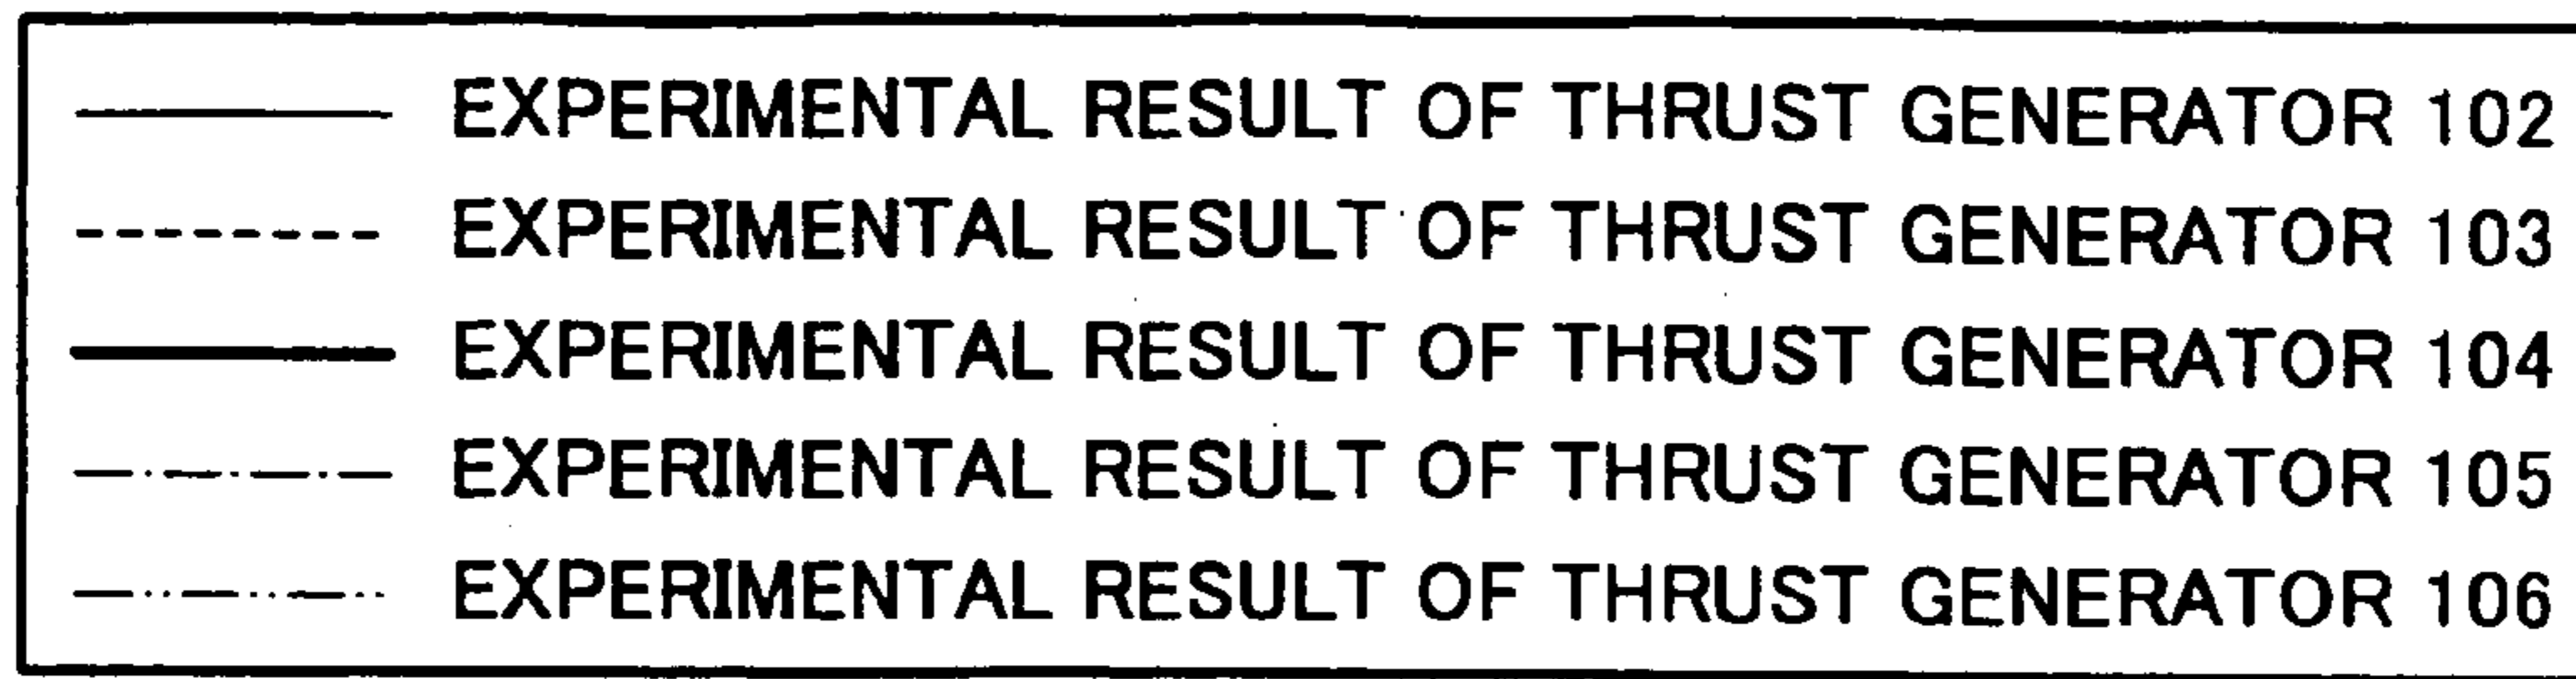 EXPERIMENTAL RESULT OF THRUST GENERATOR 102
EXPERIMENTAL RESULT OF THRUST GENERATOR 103
EXPERIMENTAL RESULT OF THRUST GENERATOR 104
EXPERIMENTAL RESULT OF THRUST GENERATOR 105
EXPERIMENTAL RESULT OF THRUST GENERATOR 106